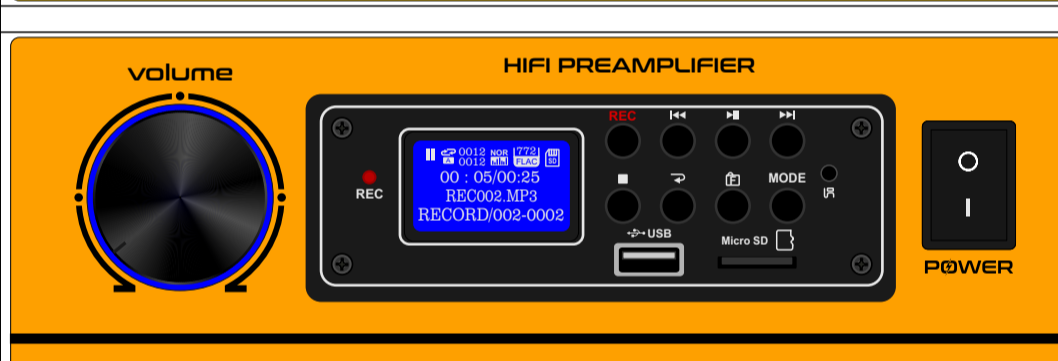 volume
HIFI PREAMPLIFIER
REC
0012 NOR 772
A 0012 FLAC SD
00 : 05/00:25
REC002.MP3
RECORD/002-0002
REC
MODE
IR
USB
Micro SD
POWER